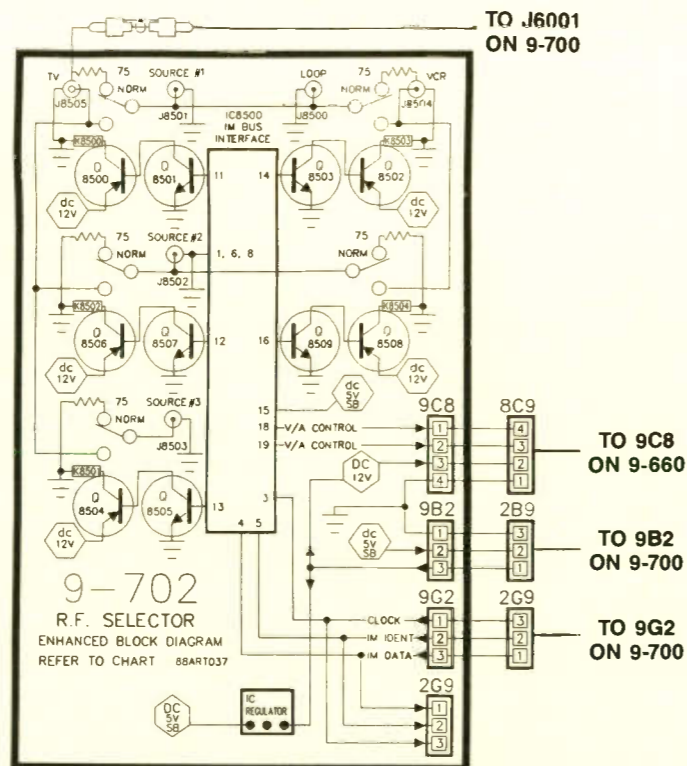 TO J6001
ON 9-700
TV
75
NORM
SOURCE #1
LOOP
75
NORM
VCR
J8505
J8501
IC8500
IM BUS
INTERFACE
J8500
J8504
K8500
K8503
Q
8500
Q
8501
11
14
Q
8503
Q
8502
dc
12V
dc
12V
75
NORM
SOURCE #2
1, 6, 8
75
NORM
J8502
K8502
K8504
Q
8506
Q
8507
12
16
Q
8509
Q
8508
dc
12V
dc
12V
75
NORM
SOURCE #3
15
dc
5V
SB
9C8
8C9
18
V/A CONTROL
1
4
J8503
19
V/A CONTROL
2
3
TO 9C8
ON 9-660
DC
12V
3
2
4
1
Q
8504
Q
8505
13
3
4
5
dc
12V
9B2
2B9
1
3
dc
5V
SB
2
2
TO 9B2
ON 9-700
3
1
9-702
R.F. SELECTOR
ENHANCED BLOCK DIAGRAM
REFER TO CHART 88ART037
9G2
2G9
CLOCK
1
3
IM IDENT
2
2
TO 9G2
ON 9-700
IM DATA
3
1
DC
5V
SB
IC
REGULATOR
2G9
1
2
3